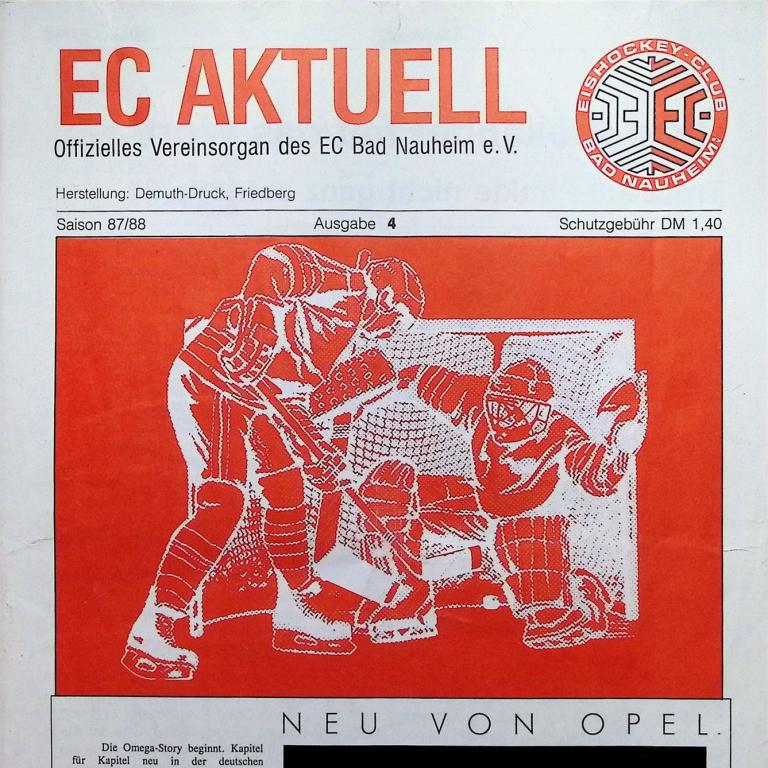 EC AKTUELL
Offizielles Vereinsorgan des EC Bad Nauheim e.V.
EISHOCKEY-CLUB
EC
BAD NAUHEIM
Herstellung: Demuth-Druck, Friedberg
Saison 87/88 Ausgabe 4 Schutzgebühr DM 1,40
NEU VON OPEL.
Die Omega-Story beginnt. Kapitel
für Kapitel neu in der deutschen